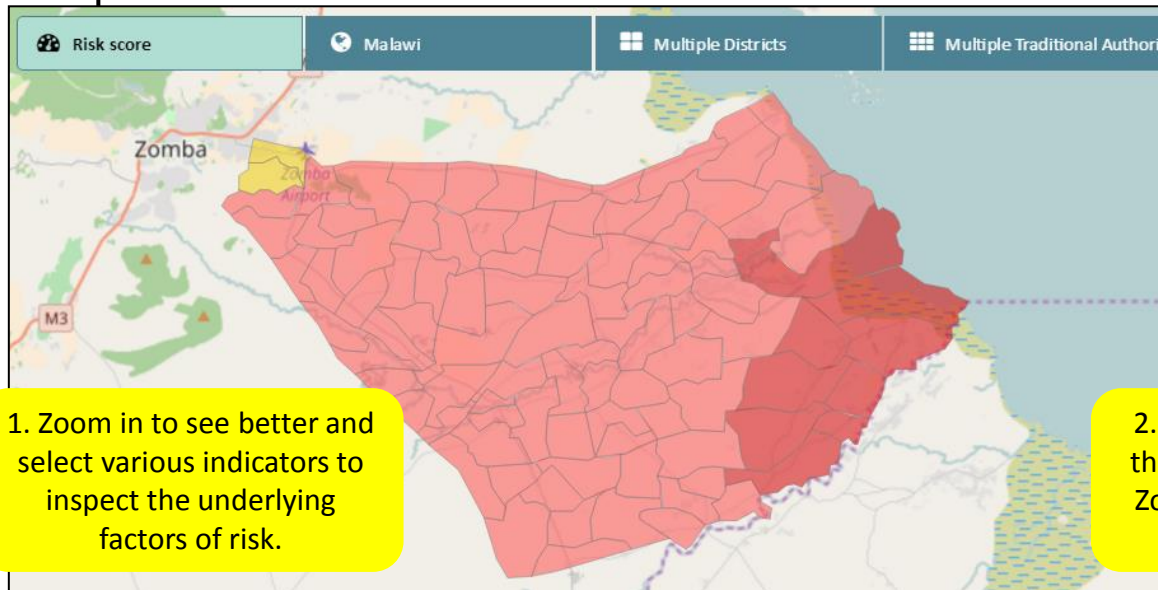 Risk score
Malawi
Multiple Districts
Multiple Traditional Authori
Zomba
Zomba
Airport
M3
1. Zoom in to see better and
select various indicators to
inspect the underlying
factors of risk.
2.
th
Zo